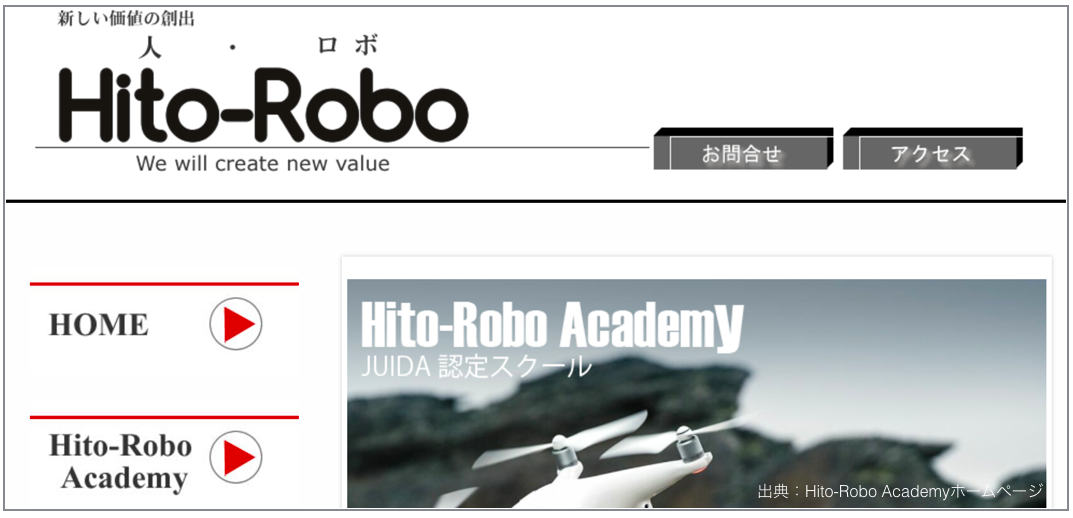 新しい価値の創出
人 ・ ロボ
Hito-Robo
We will create new value
お問合せ
アクセス
HOME
Hito-Robo
Academy
Hito-Robo Academy
JUIDA 認定スクール
出典：Hito-Robo Academyホームページ